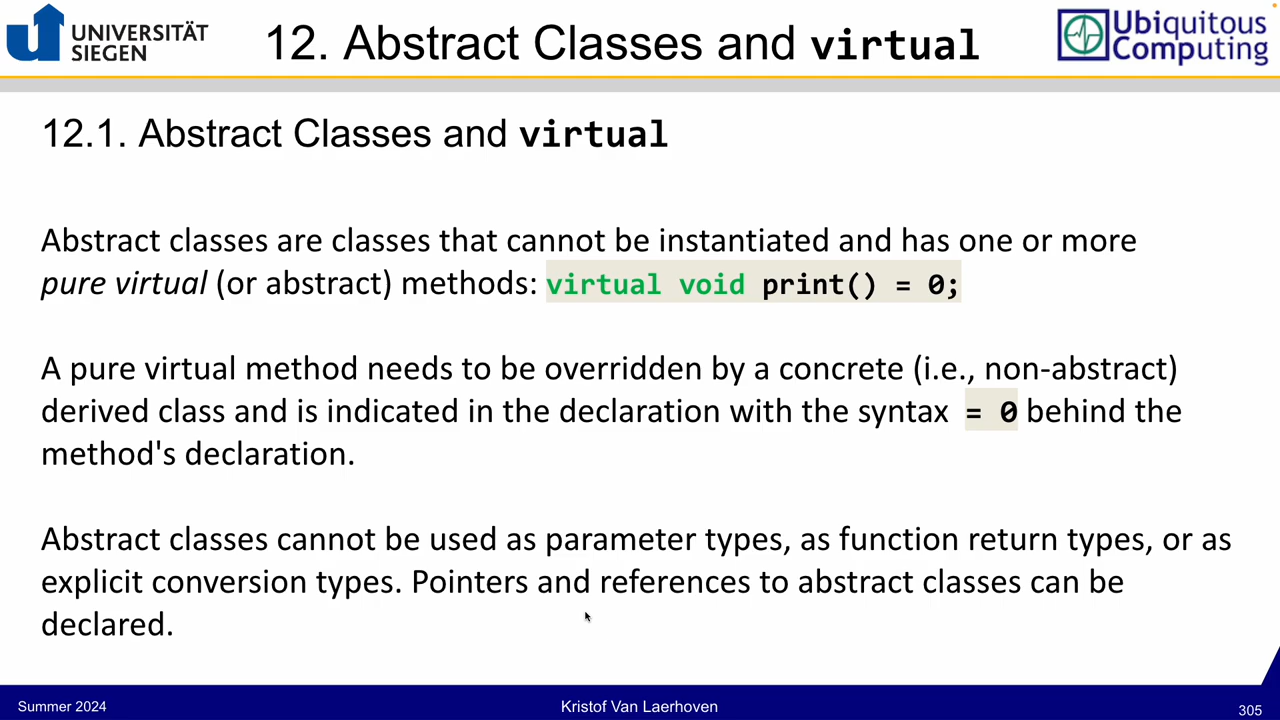 UNIVERSITÄT
SIEGEN
12. Abstract Classes and virtual
Ubiquitous
Computing
12.1. Abstract Classes and virtual
Abstract classes are classes that cannot be instantiated and has one or more
pure virtual (or abstract) methods: virtual void print() = 0;
A pure virtual method needs to be overridden by a concrete (i.e., non-abstract)
derived class and is indicated in the declaration with the syntax = 0 behind the
method's declaration.
Abstract classes cannot be used as parameter types, as function return types, or as
explicit conversion types. Pointers and references to abstract classes can be
declared.
Summer 2024
Kristof Van Laerhoven
305